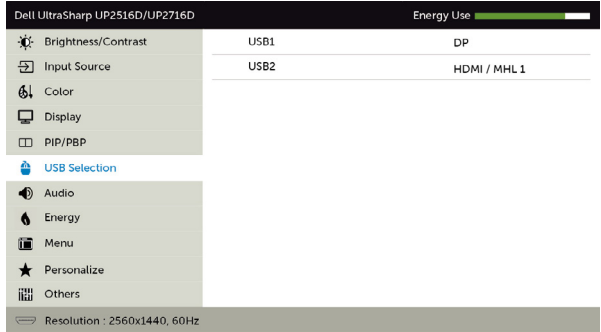 Dell UltraSharp UP2516D/UP2716D Energy Use
Brightness/Contrast USB1 DP
Input Source USB2 HDMI / MHL 1
Color
Display
PIP/PBP
USB Selection
Audio
Energy
Menu
Personalize
Others
Resolution : 2560x1440, 60Hz